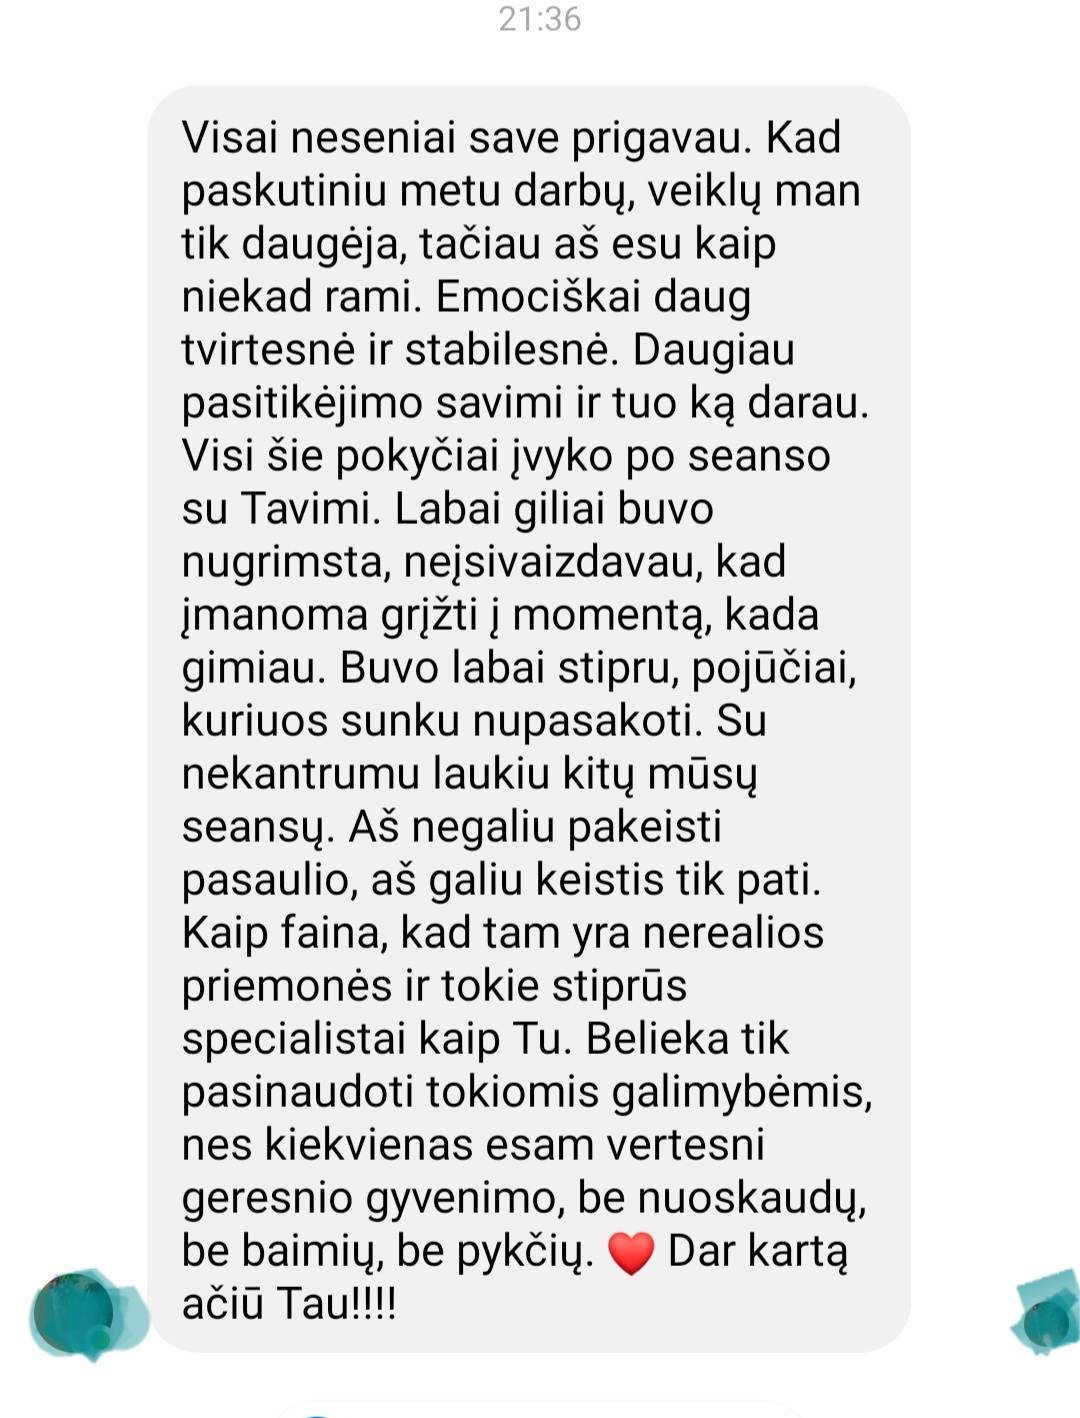 21:36
Visai neseniai save prigavau. Kad
paskutiniu metu darbų, veiklų man
tik daugėja, tačiau aš esu kaip
niekad rami. Emociškai daug
tvirtesnė ir stabilesnė. Daugiau
pasitikėjimo savimi ir tuo ką darau.
Visi šie pokyčiai įvyko po seanso
su Tavimi. Labai giliai buvo
nugrimsta, neįsivaizdavau, kad
įmanoma grįžti į momentą, kada
gimiau. Buvo labai stipru, pojūčiai,
kuriuos sunku nupasakoti. Su
nekantrumu laukiu kitų mūsų
seansų. Aš negaliu pakeisti
pasaulio, aš galiu keistis tik pati.
Kaip faina, kad tam yra nerealios
priemonės ir tokie stiprūs
specialistai kaip Tu. Belieka tik
pasinaudoti tokiomis galimybėmis,
nes kiekvienas esam vertesni
geresnio gyvenimo, be nuoskaudų,
be baimių, be pykčių. ❤️ Dar kartą
ačiū Tau!!!!